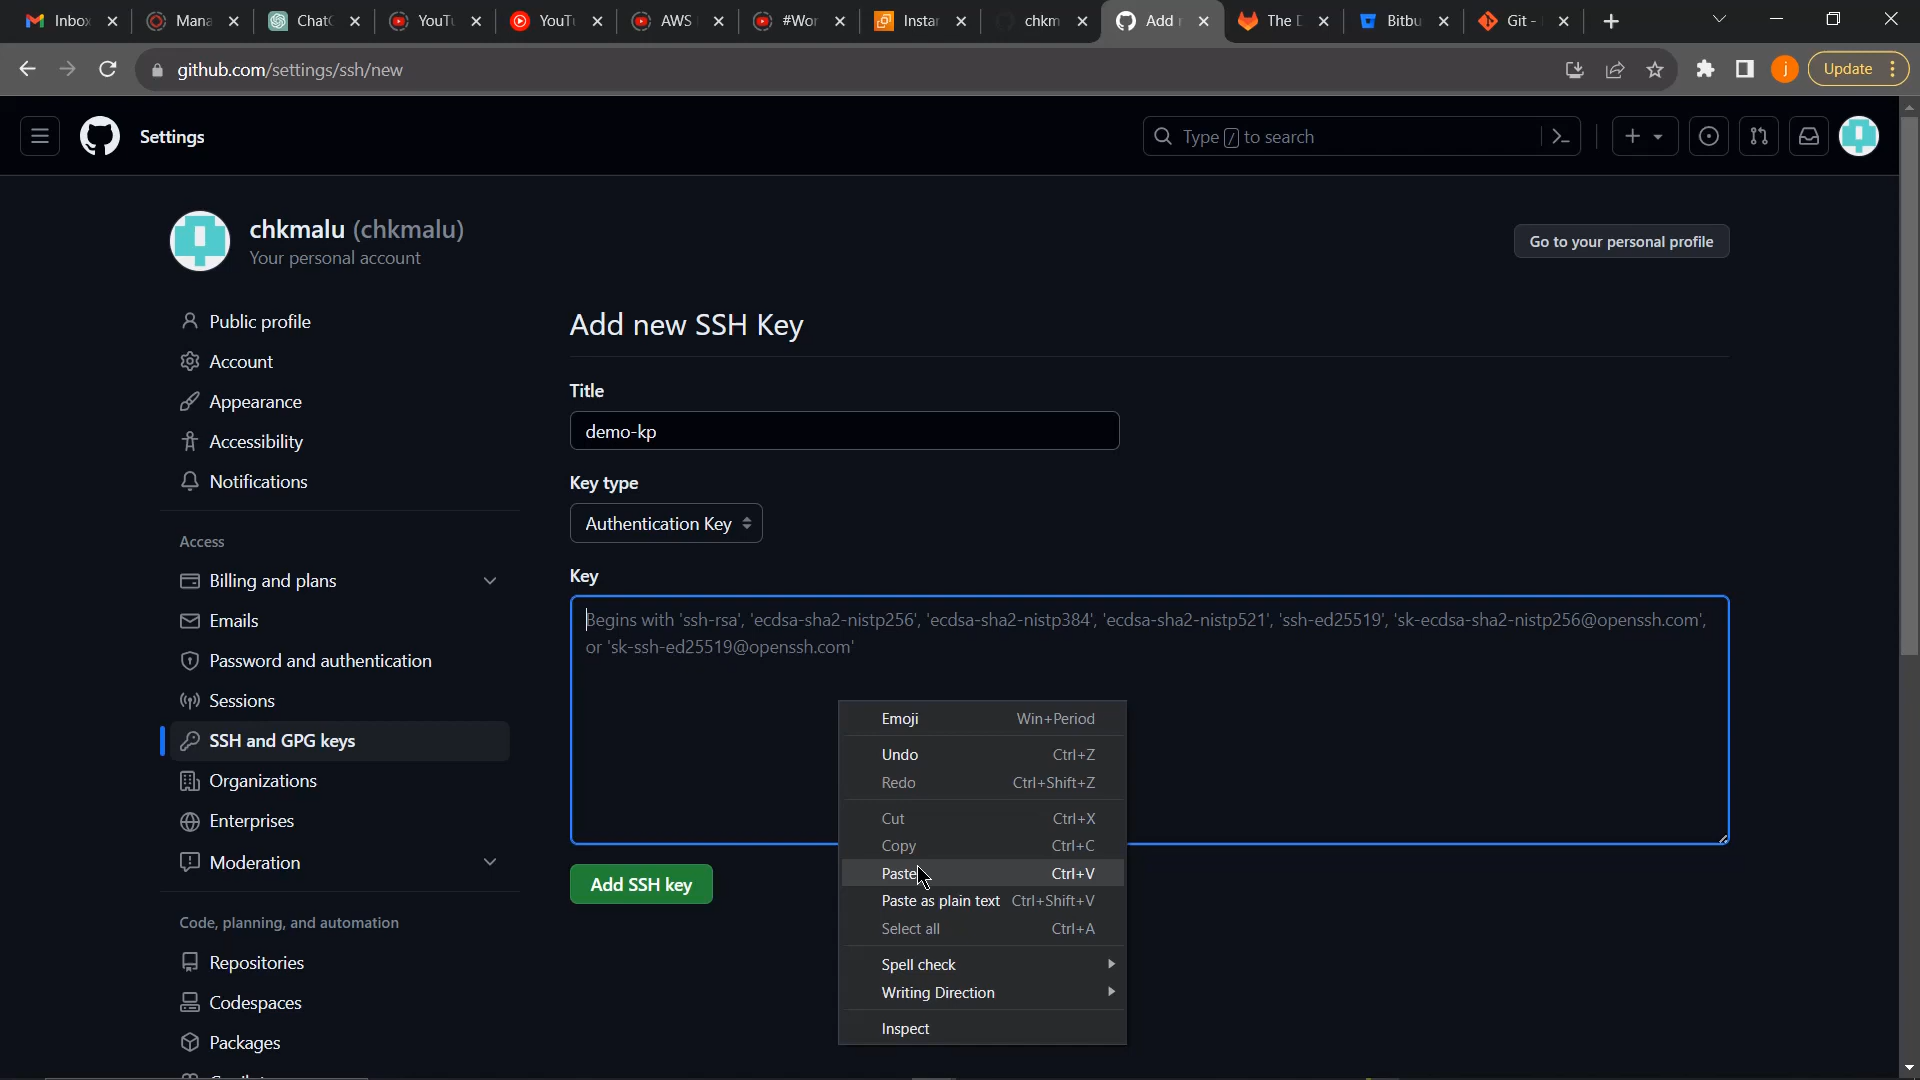 Inbox
Mana
Chat
YouTu
YouTu
AWS
#Wor
Instar
chkm
Add
The D
Bitbu
Git -
github.com/settings/ssh/new
j
Update
Settings
Type / to search
chkmalu (chkmalu)
Your personal account
Go to your personal profile
Public profile
Account
Appearance
Accessibility
Notifications
Access
Billing and plans
Emails
Password and authentication
Sessions
SSH and GPG keys
Organizations
Enterprises
Moderation
Code, planning, and automation
Repositories
Codespaces
Packages
Add new SSH Key
Title
demo-kp
Key type
Authentication Key
Key
Begins with 'ssh-rsa', 'ecdsa-sha2-nistp256', 'ecdsa-sha2-nistp384', 'ecdsa-sha2-nistp521', 'ssh-ed25519', 'sk-ecdsa-sha2-nistp256@openssh.com',
or 'sk-ssh-ed25519@openssh.com'
Add SSH key
Emoji Win+Period
Undo Ctrl+Z
Redo Ctrl+Shift+Z
Cut Ctrl+X
Copy Ctrl+C
Paste Ctrl+V
Paste as plain text Ctrl+Shift+V
Select all Ctrl+A
Spell check
Writing Direction
Inspect